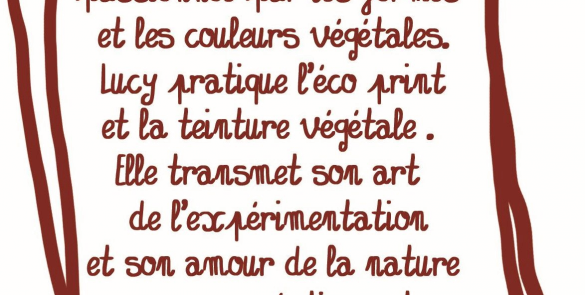 et les couleurs végétales.
Lucy pratique l'éco print
et la teinture végétale .
Elle transmet son art
de l'expérimentation
et son amour de la nature